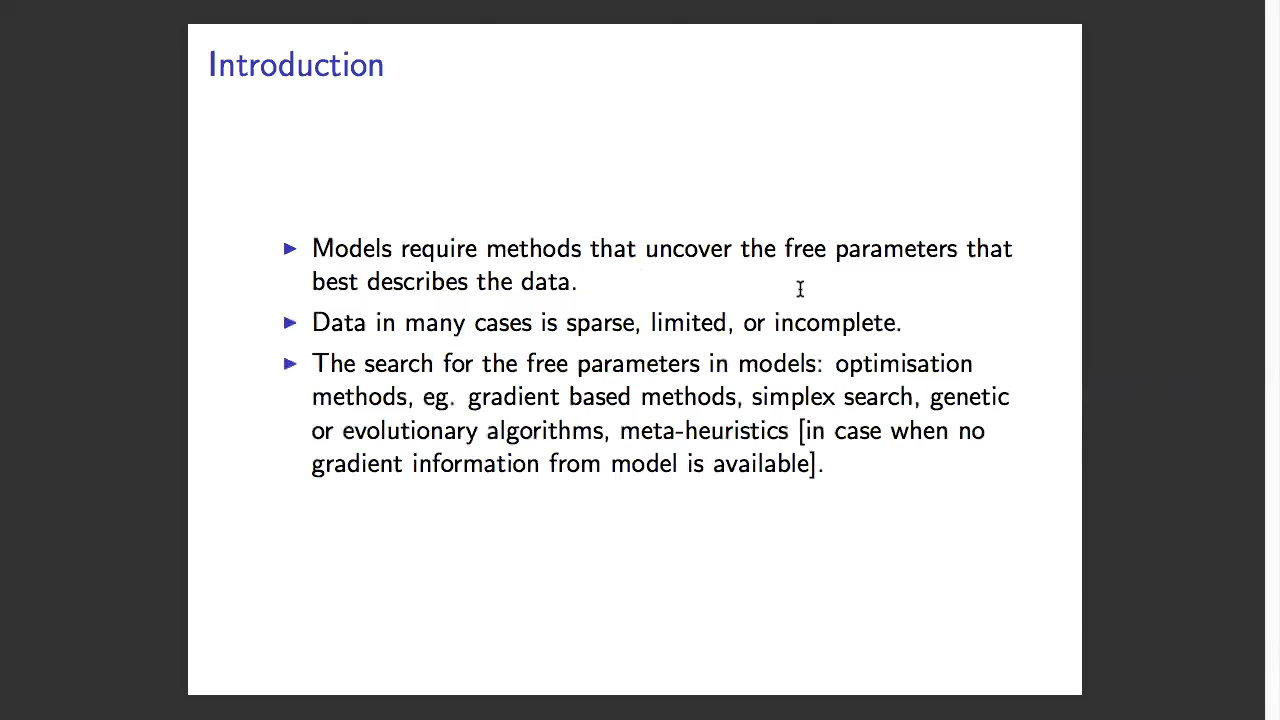 Introduction
▶ Models require methods that uncover the free parameters that
best describes the data.
▶ Data in many cases is sparse, limited, or incomplete.
▶ The search for the free parameters in models: optimisation
methods, eg. gradient based methods, simplex search, genetic
or evolutionary algorithms, meta-heuristics [in case when no
gradient information from model is available].